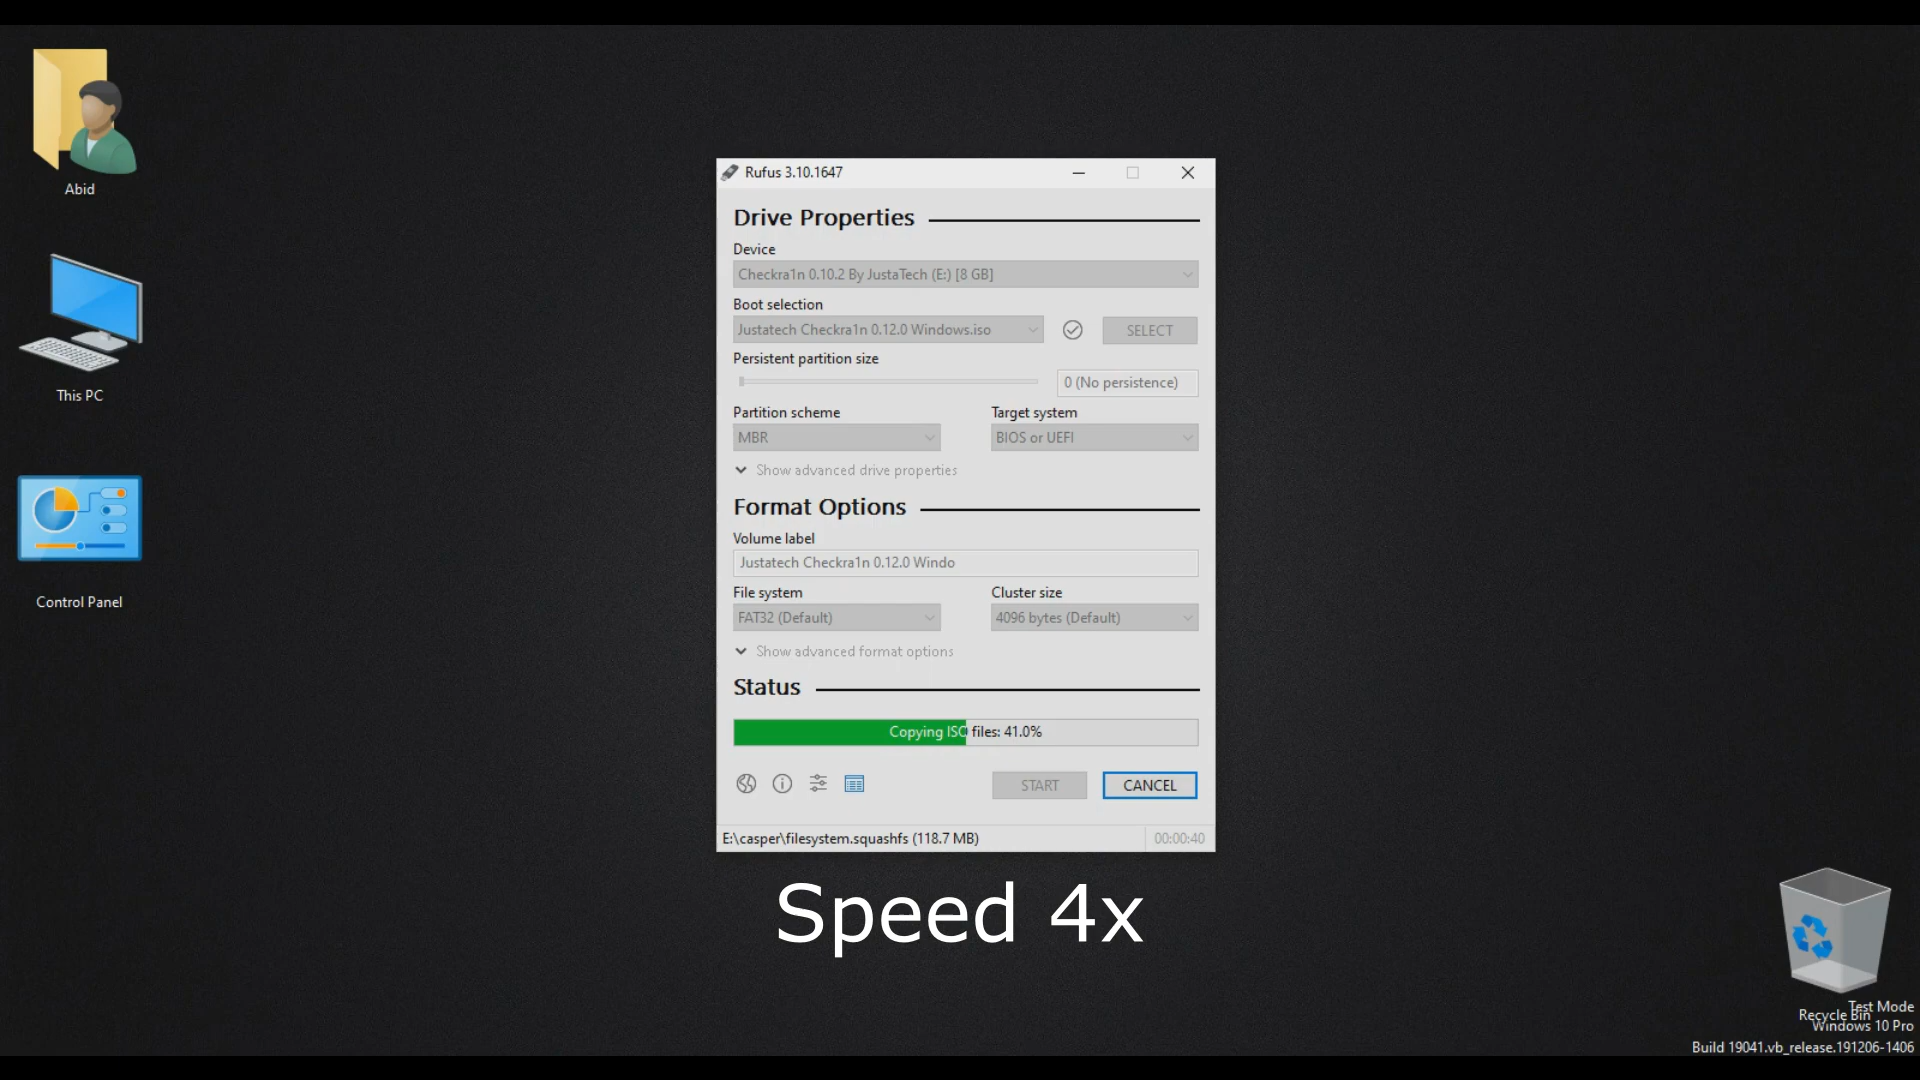 Abid
This PC
Control Panel
Rufus 3.10.1647
Drive Properties
Device
Checkra1n 0.10.2 By JustaTech (E:) [8 GB]
Boot selection
Justatech Checkra1n 0.12.0 Windows.iso
SELECT
Persistent partition size
0 (No persistence)
Partition scheme
Target system
MBR
BIOS or UEFI
Show advanced drive properties
Format Options
Volume label
Justatech Checkra1n 0.12.0 Windo
File system
Cluster size
FAT32 (Default)
4096 bytes (Default)
Show advanced format options
Status
Copying ISO files: 41.0%
START
CANCEL
E:\casper\filesystem.squashfs (118.7 MB)
00:00:40
Speed 4x
Test Mode
Recycle Bin
Windows 10 Pro
Build 19041.vb_release.191206-1406